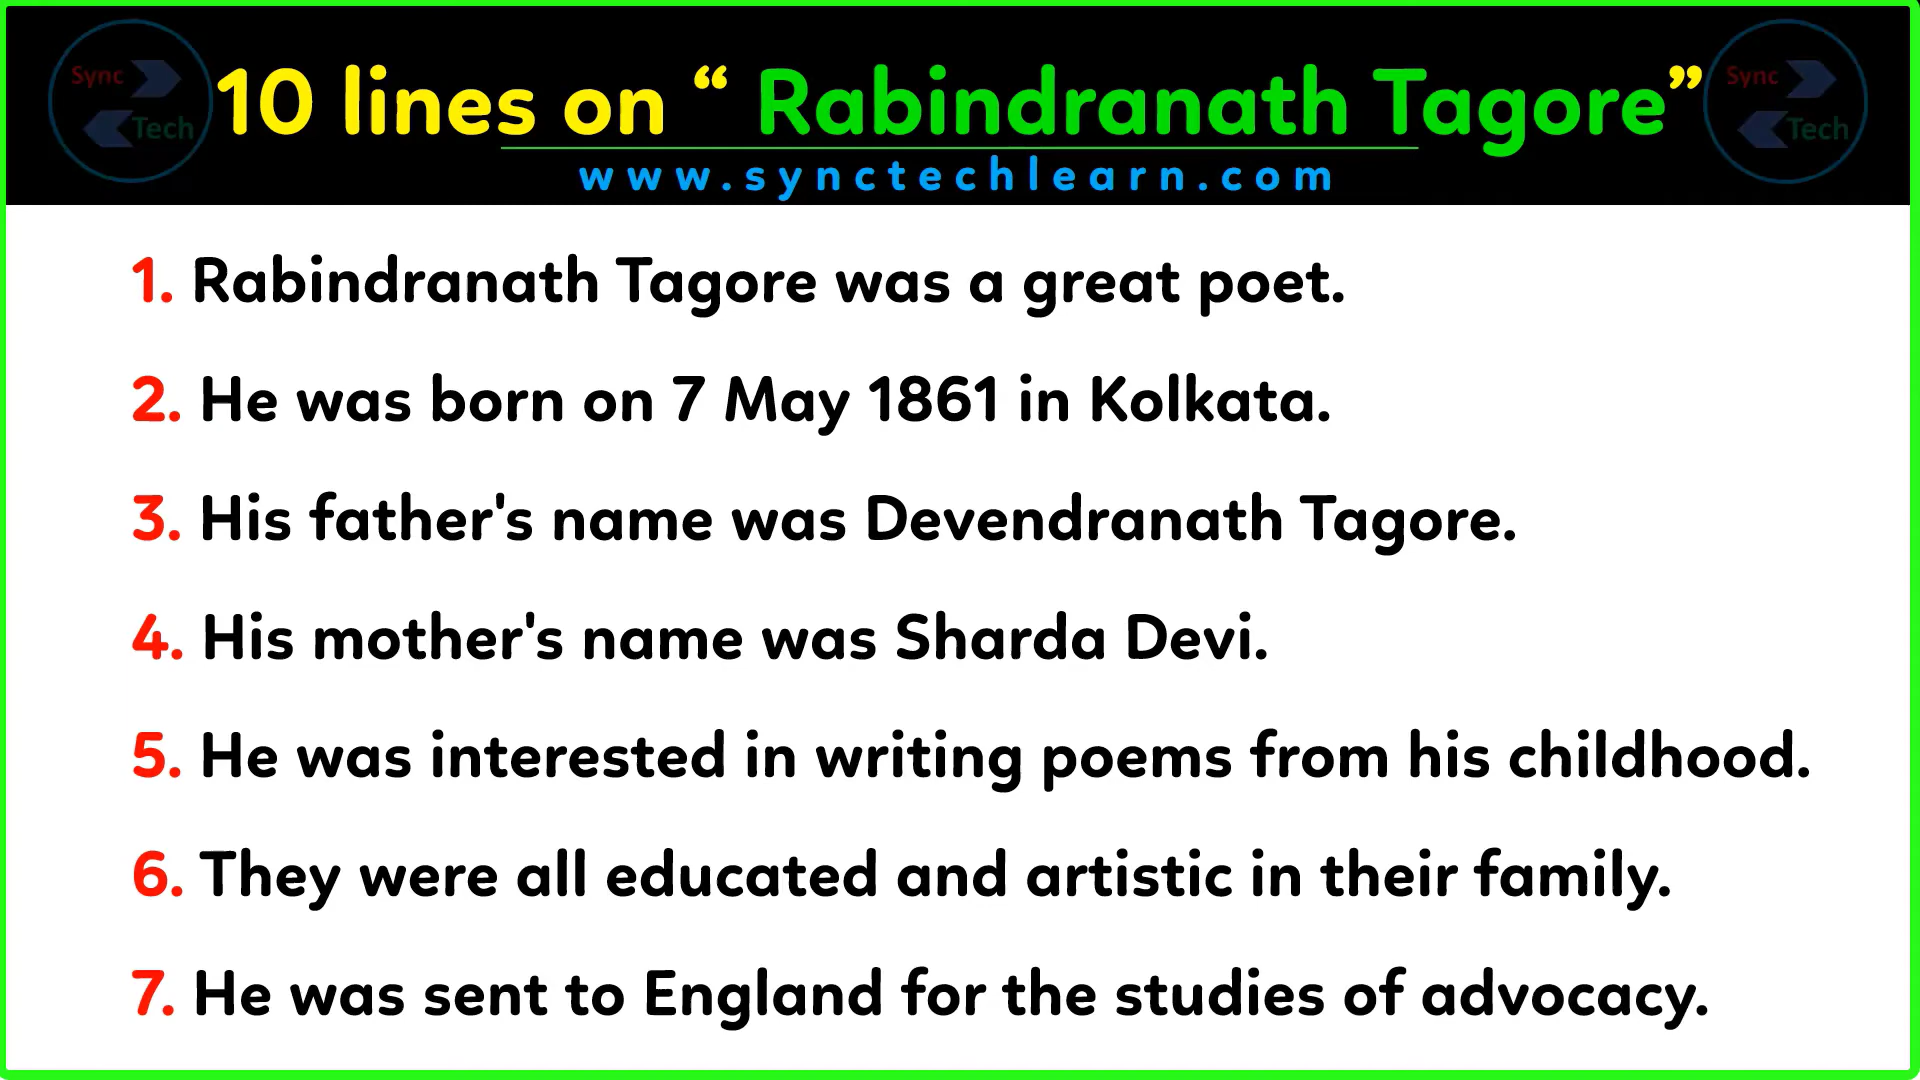 Sync
Tech
10 lines on “ Rabindranath Tagore”
Sync
Tech
www.synctechlearn.com
1. Rabindranath Tagore was a great poet.
2. He was born on 7 May 1861 in Kolkata.
3. His father's name was Devendranath Tagore.
4. His mother's name was Sharda Devi.
5. He was interested in writing poems from his childhood.
6. They were all educated and artistic in their family.
7. He was sent to England for the studies of advocacy.